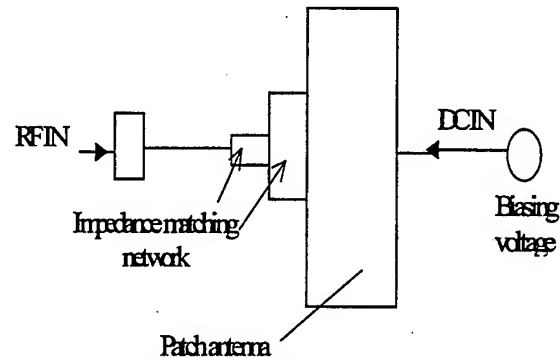 RFIN
DCIN
Impedance matching
network
Biasing
voltage
Patch antenna